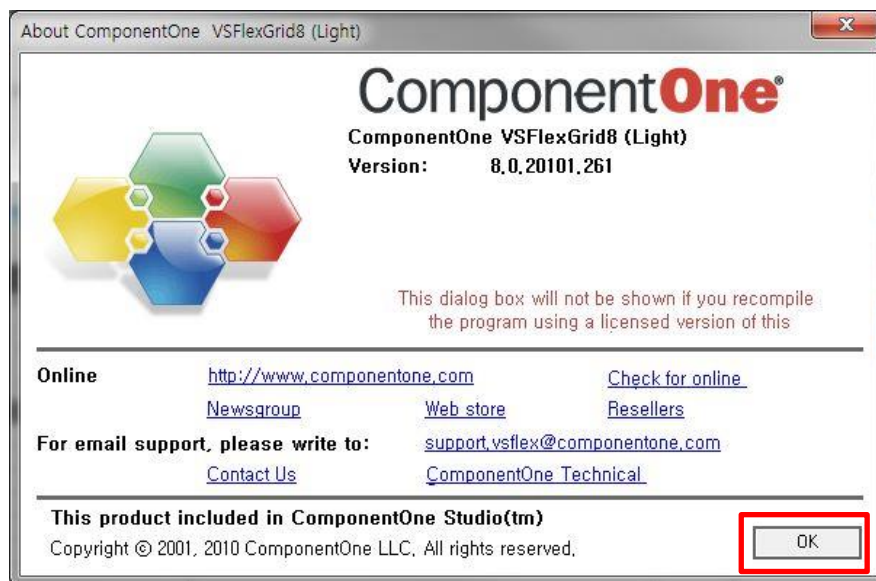 About ComponentOne VSFlexGrid8 (Light)
ComponentOne®
ComponentOne VSFlexGrid8 (Light)
Version: 8.0.20101.261
This dialog box will not be shown if you recompile
the program using a licensed version of this
Online http://www.componentone.com Check for online
Newsgroup Web store Resellers
For email support, please write to: support.vsflex@componentone.com
Contact Us ComponentOne Technical
This product included in ComponentOne Studio(tm)
Copyright © 2001, 2010 ComponentOne LLC. All rights reserved.
OK